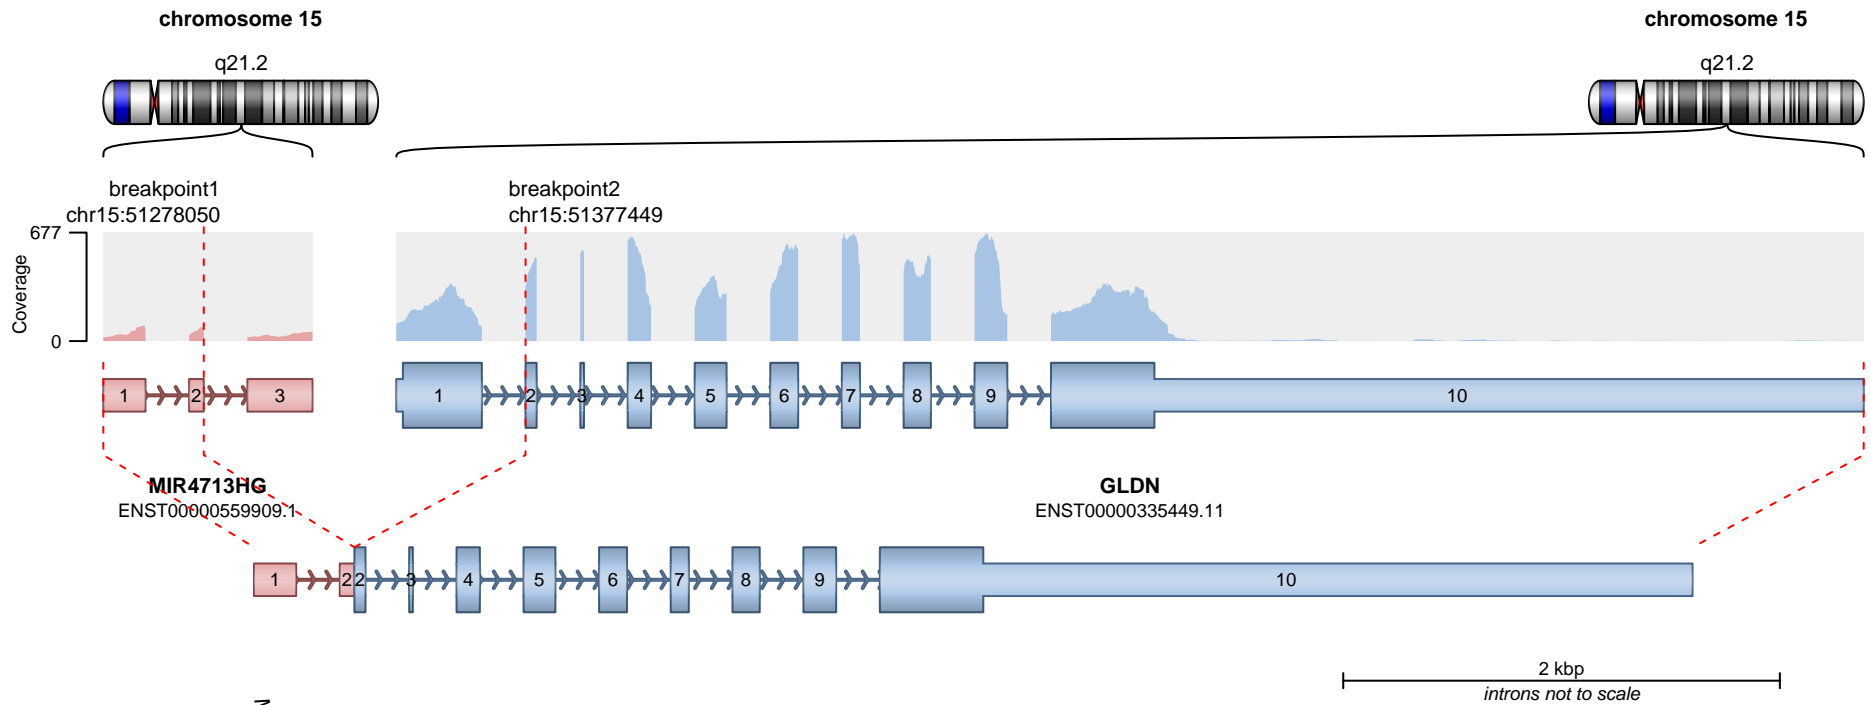 chromosome 15
chromosome 15
q21.2
q21.2
breakpoint1
chr15:51278050
breakpoint2
chr15:51377449
677
0
Coverage
1
2
3
1
2
3
4
5
6
7
8
9
10
MIR4713HG
ENST00000559909.1
GLDN
ENST00000335449.11
1
2
2
3
4
5
6
7
8
9
10
2 kbp
introns not to scale